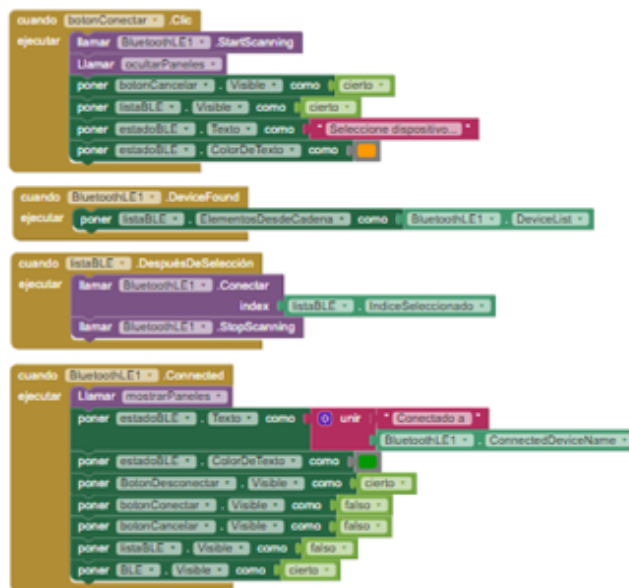 cuando botonConectar .Clic
ejecutar llamar BluetoothLE1 .StartScanning
Llamar ocultarPaneles
poner botonCancelar . Visible como cierto
poner listaBLE . Visible como cierto
poner estadoBLE . Texto como " Seleccione dispositivo... "
poner estadoBLE . ColorDeTexto como
cuando BluetoothLE1 .DeviceFound
ejecutar poner listaBLE . ElementosDesdeCadena como BluetoothLE1 . DeviceList
cuando listaBLE .DespuésDeSelección
ejecutar llamar BluetoothLE1 .Conectar
index listaBLE . IndiceSeleccionado
llamar BluetoothLE1 .StopScanning
cuando BluetoothLE1 .Connected
ejecutar Llamar mostrarPaneles
poner estadoBLE . Texto como unir " Conectado a "
BluetoothLE1 . ConnectedDeviceName
poner estadoBLE . ColorDeTexto como
poner BotonDesconectar . Visible como cierto
poner botonConectar . Visible como falso
poner botonCancelar . Visible como falso
poner listaBLE . Visible como falso
poner BLE . Visible como cierto